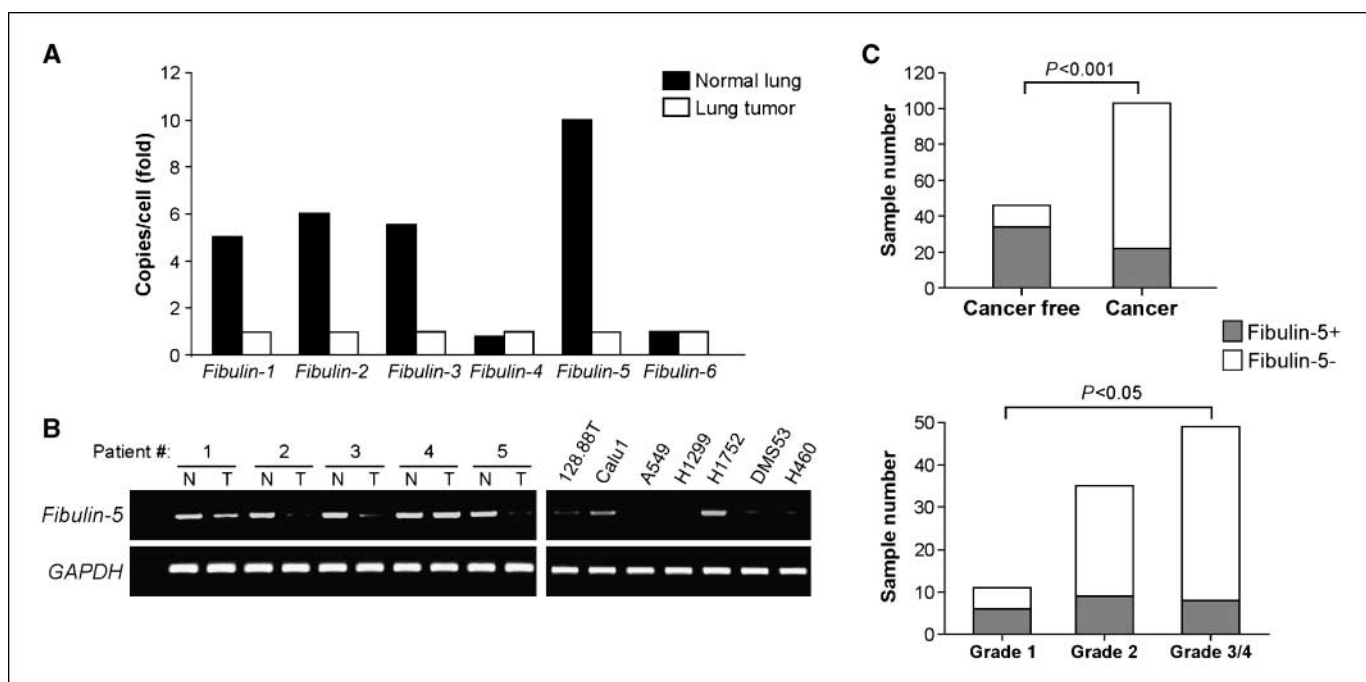 A
Copies/cell (fold)
12
10
8
6
4
2
0
Normal lung
Lung tumor
Fibulin-1 Fibulin-2 Fibulin-3 Fibulin-4 Fibulin-5 Fibulin-6
B
Patient #: 1 2 3 4 5
N T N T N T N T N T
128.88T Calu1 A549 H1299 H1752 DMS53 H460
Fibulin-5
GAPDH
C
P<0.001
Sample number
120
100
80
60
40
20
0
Cancer free Cancer
Fibulin-5+
Fibulin-5-
P<0.05
Sample number
50
40
30
20
10
0
Grade 1 Grade 2 Grade 3/4